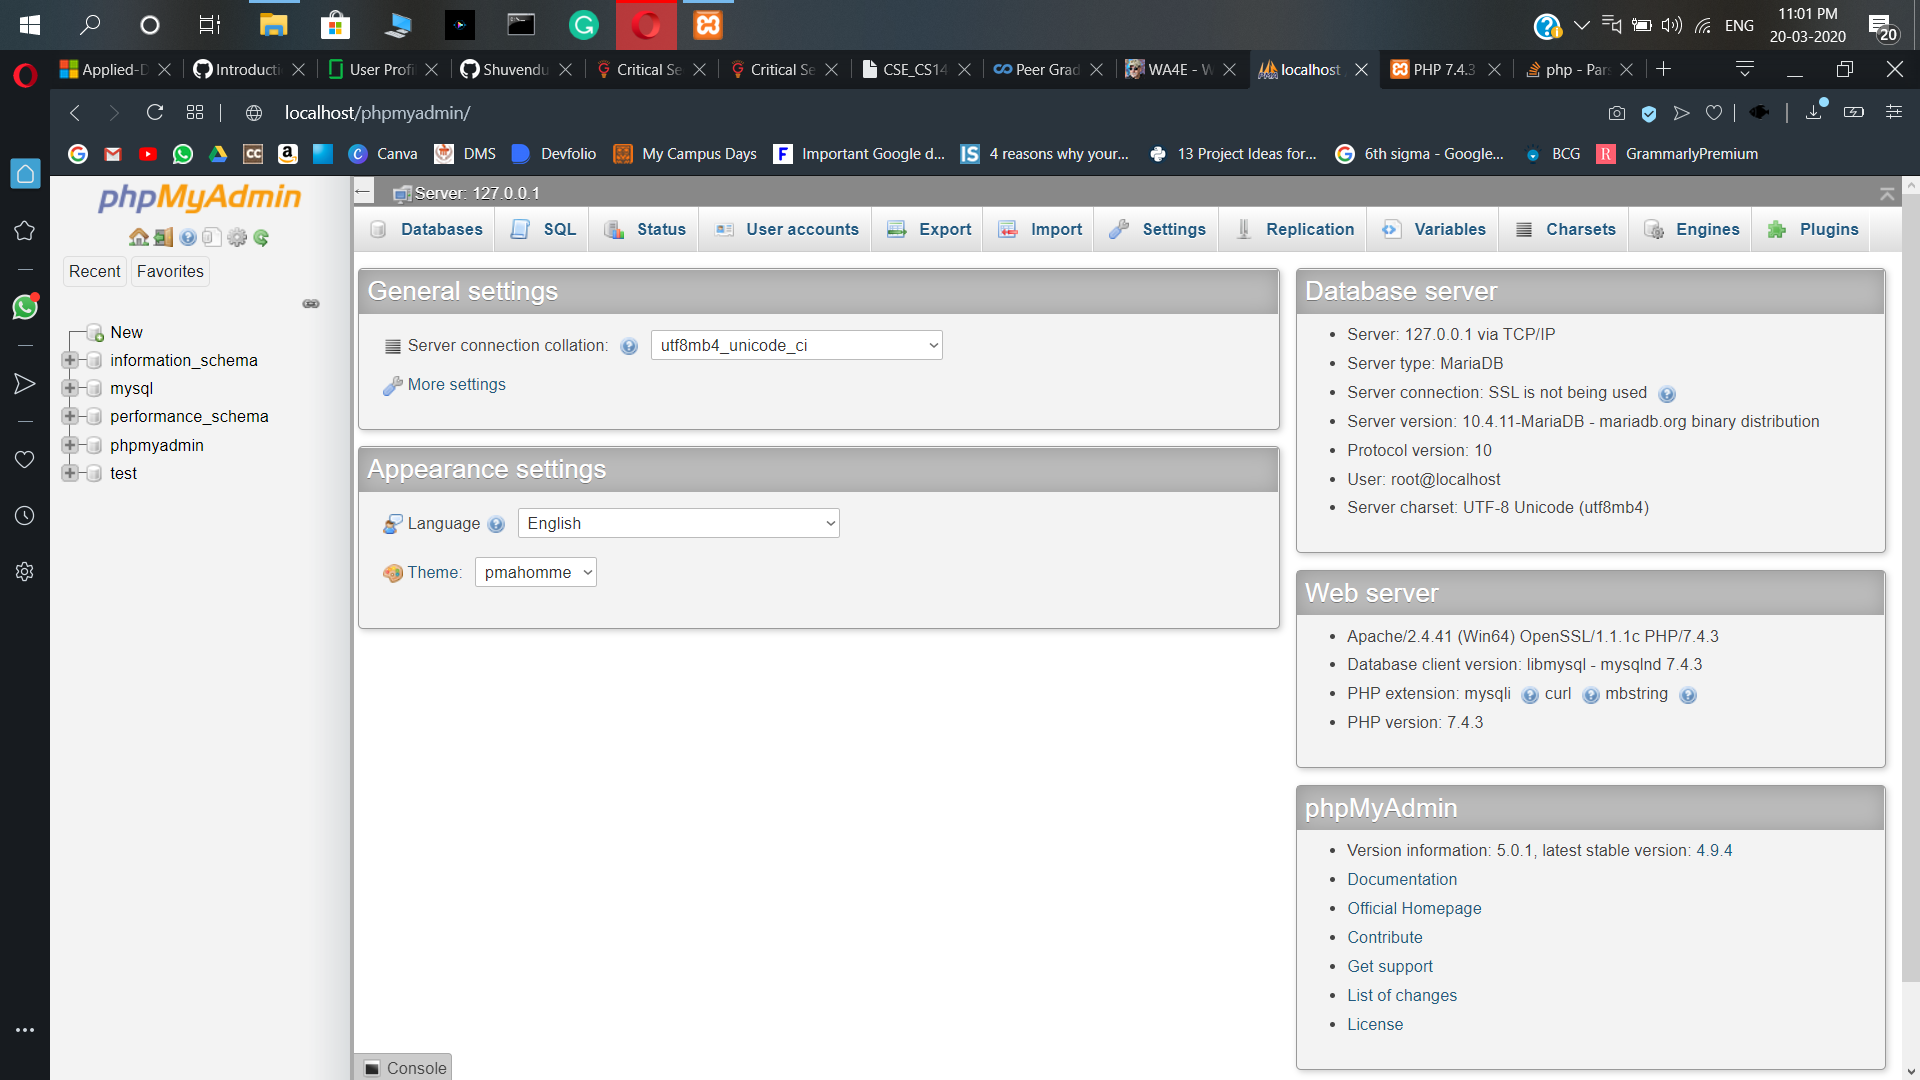 ENG
11:01 PM
20-03-2020
20
Applied-D
Introducti
User Profi
Shuvendu
Critical Se
Critical Se
CSE_CS14
Peer Grad
WA4E - W
localhost
PHP 7.4.3
php - Pars
localhost/phpmyadmin/
Canva
DMS
Devfolio
My Campus Days
F
Important Google d...
IS
4 reasons why your...
13 Project Ideas for...
6th sigma - Google...
BCG
R
GrammarlyPremium
phpMyAdmin
Recent
Favorites
New
information_schema
mysql
performance_schema
phpmyadmin
test
Server: 127.0.0.1
Databases
SQL
Status
User accounts
Export
Import
Settings
Replication
Variables
Charsets
Engines
Plugins
General settings
Server connection collation:
utf8mb4_unicode_ci
More settings
Appearance settings
Language
English
Theme:
pmahomme
Database server
Server: 127.0.0.1 via TCP/IP
Server type: MariaDB
Server connection: SSL is not being used
Server version: 10.4.11-MariaDB - mariadb.org binary distribution
Protocol version: 10
User: root@localhost
Server charset: UTF-8 Unicode (utf8mb4)
Web server
Apache/2.4.41 (Win64) OpenSSL/1.1.1c PHP/7.4.3
Database client version: libmysql - mysqlnd 7.4.3
PHP extension: mysqli curl mbstring
PHP version: 7.4.3
phpMyAdmin
Version information: 5.0.1, latest stable version: 4.9.4
Documentation
Official Homepage
Contribute
Get support
List of changes
License
Console